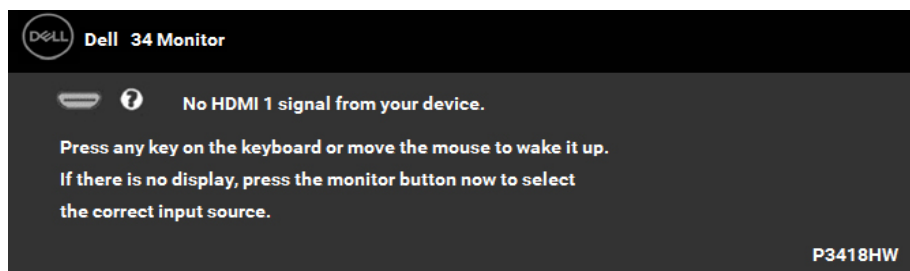 DELL
Dell 34 Monitor
No HDMI 1 signal from your device.
Press any key on the keyboard or move the mouse to wake it up.
If there is no display, press the monitor button now to select
the correct input source.
P3418HW